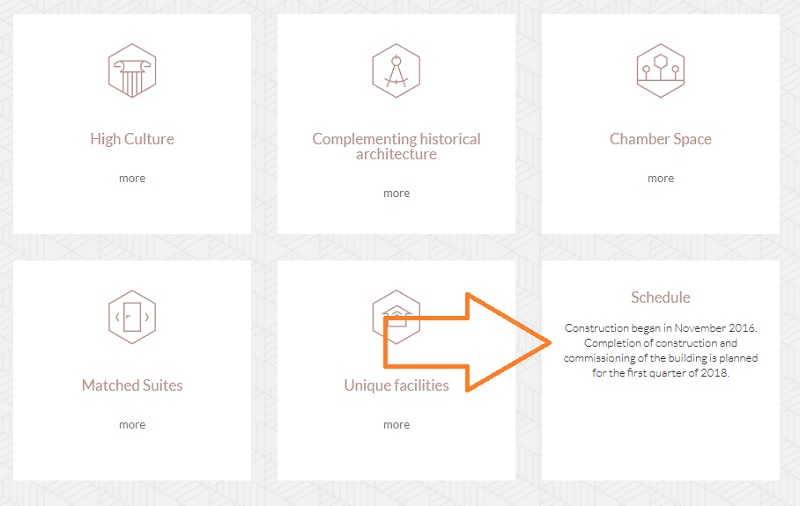 High Culture
more
Complementing historical
architecture
more
Chamber Space
more
Matched Suites
more
Unique facilities
more
Schedule
Construction began in November 2016.
Completion of construction and
commissioning of the building is planned
for the first quarter of 2018.